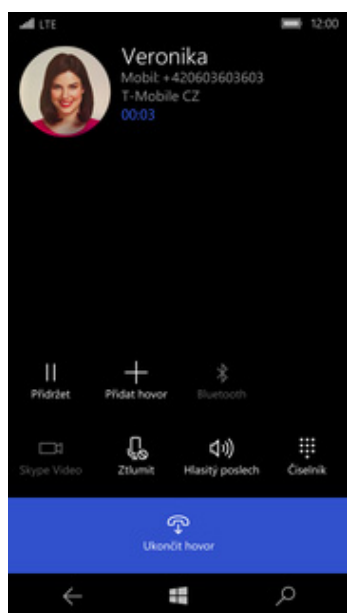 LTE 12:00
Veronika
Mobil: +420603603603
T-Mobile CZ
00:03
Přidržet Přidat hovor Bluetooth
Skype Video Ztlumit Hlasitý poslech Číselník
Ukončit hovor